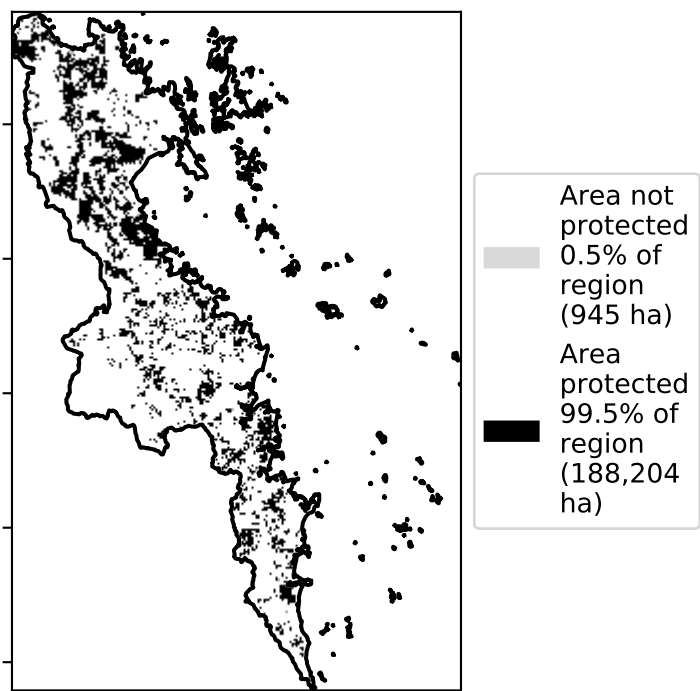 Area not
protected
0.5% of
region
(945 ha)
Area
protected
99.5% of
region
(188,204
ha)